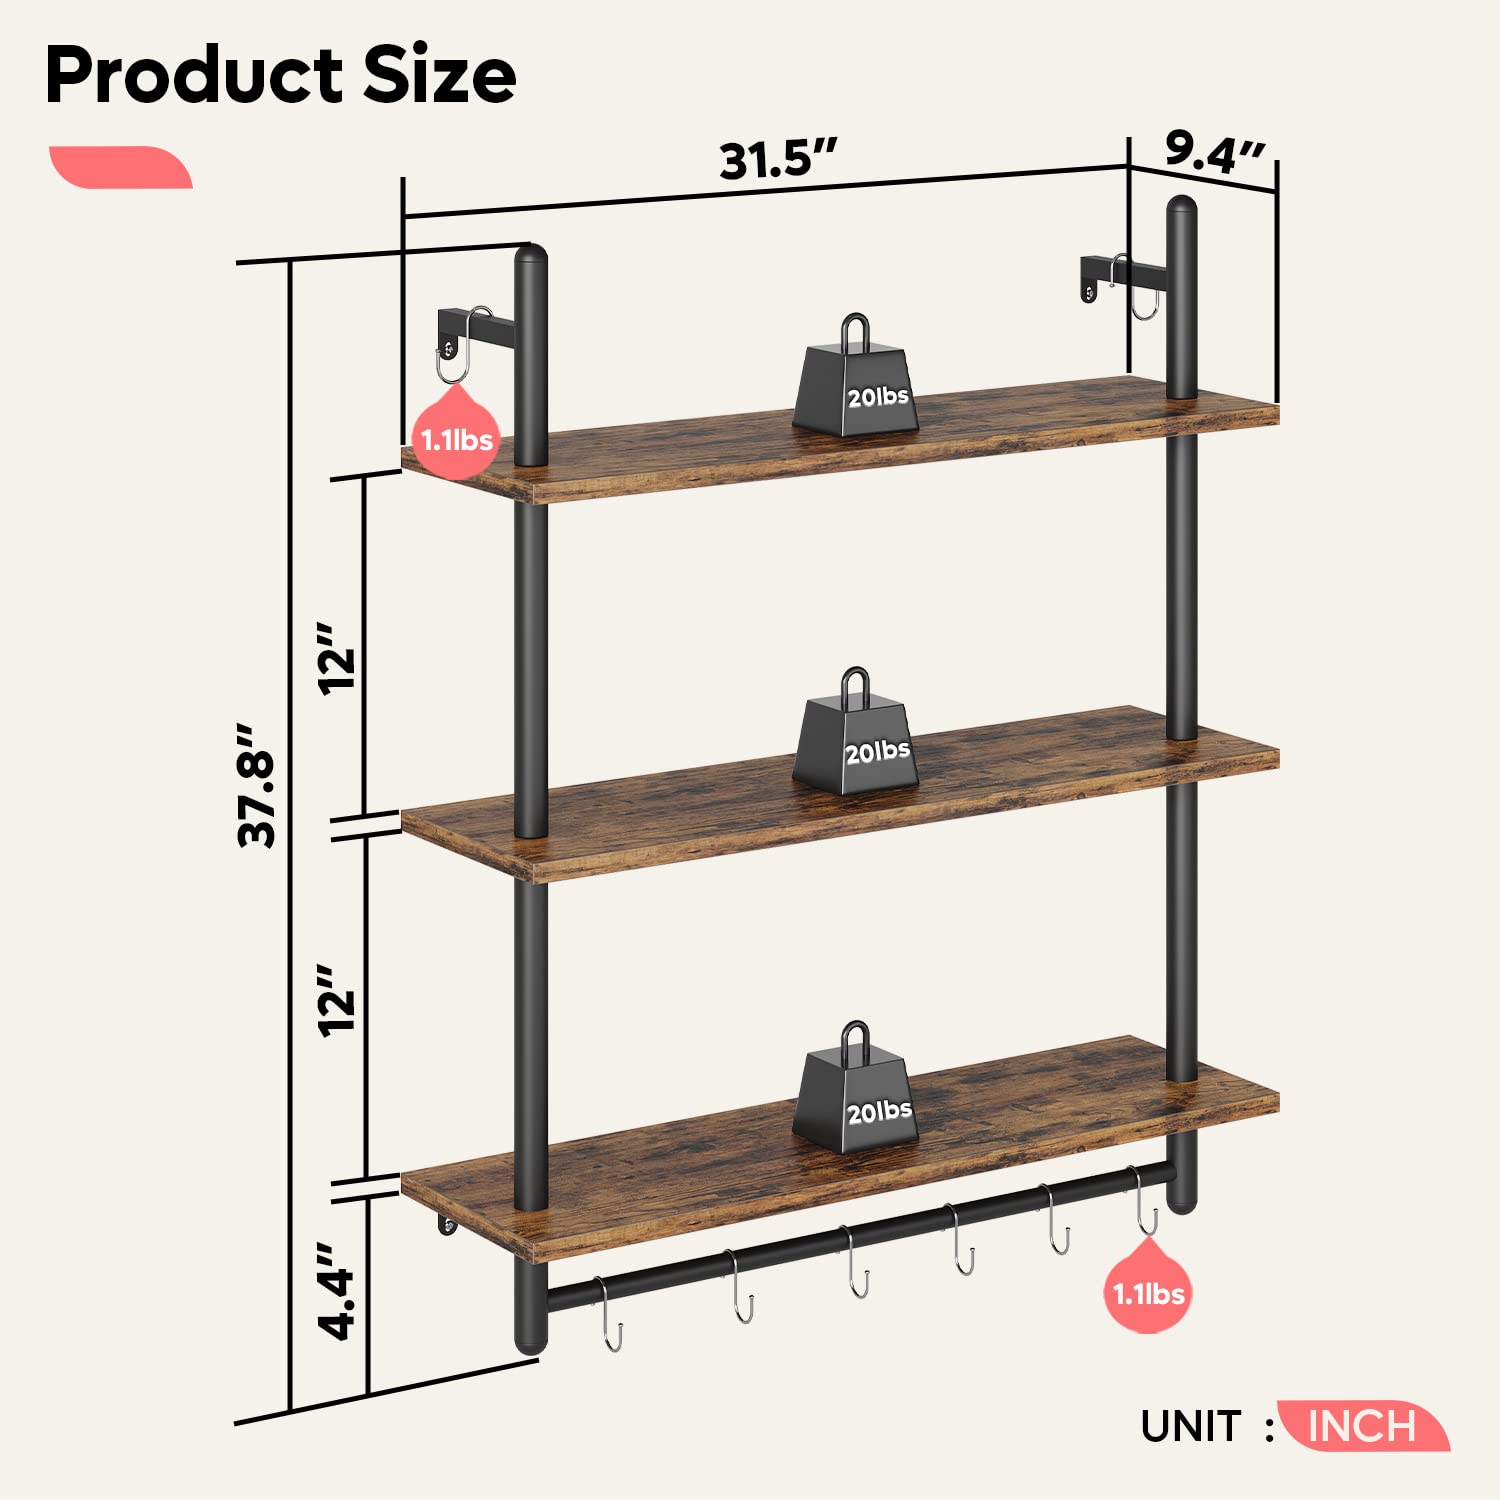 Product Size
31.5″
9.4″
20lbs
1.1lbs
12″
37.8″
20lbs
12″
20lbs
4.4″
1.1lbs
UNIT : INCH